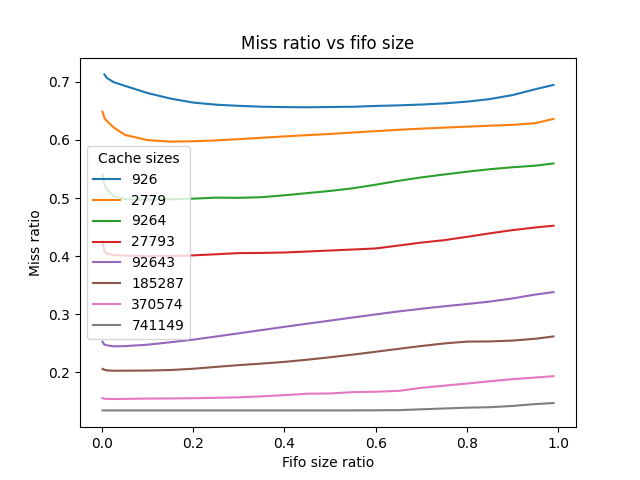 Miss ratio vs fifo size
Miss ratio
0.7
0.6
0.5
0.4
0.3
0.2
Cache sizes
926
2779
9264
27793
92643
185287
370574
741149
0.0 0.2 0.4 0.6 0.8 1.0
Fifo size ratio